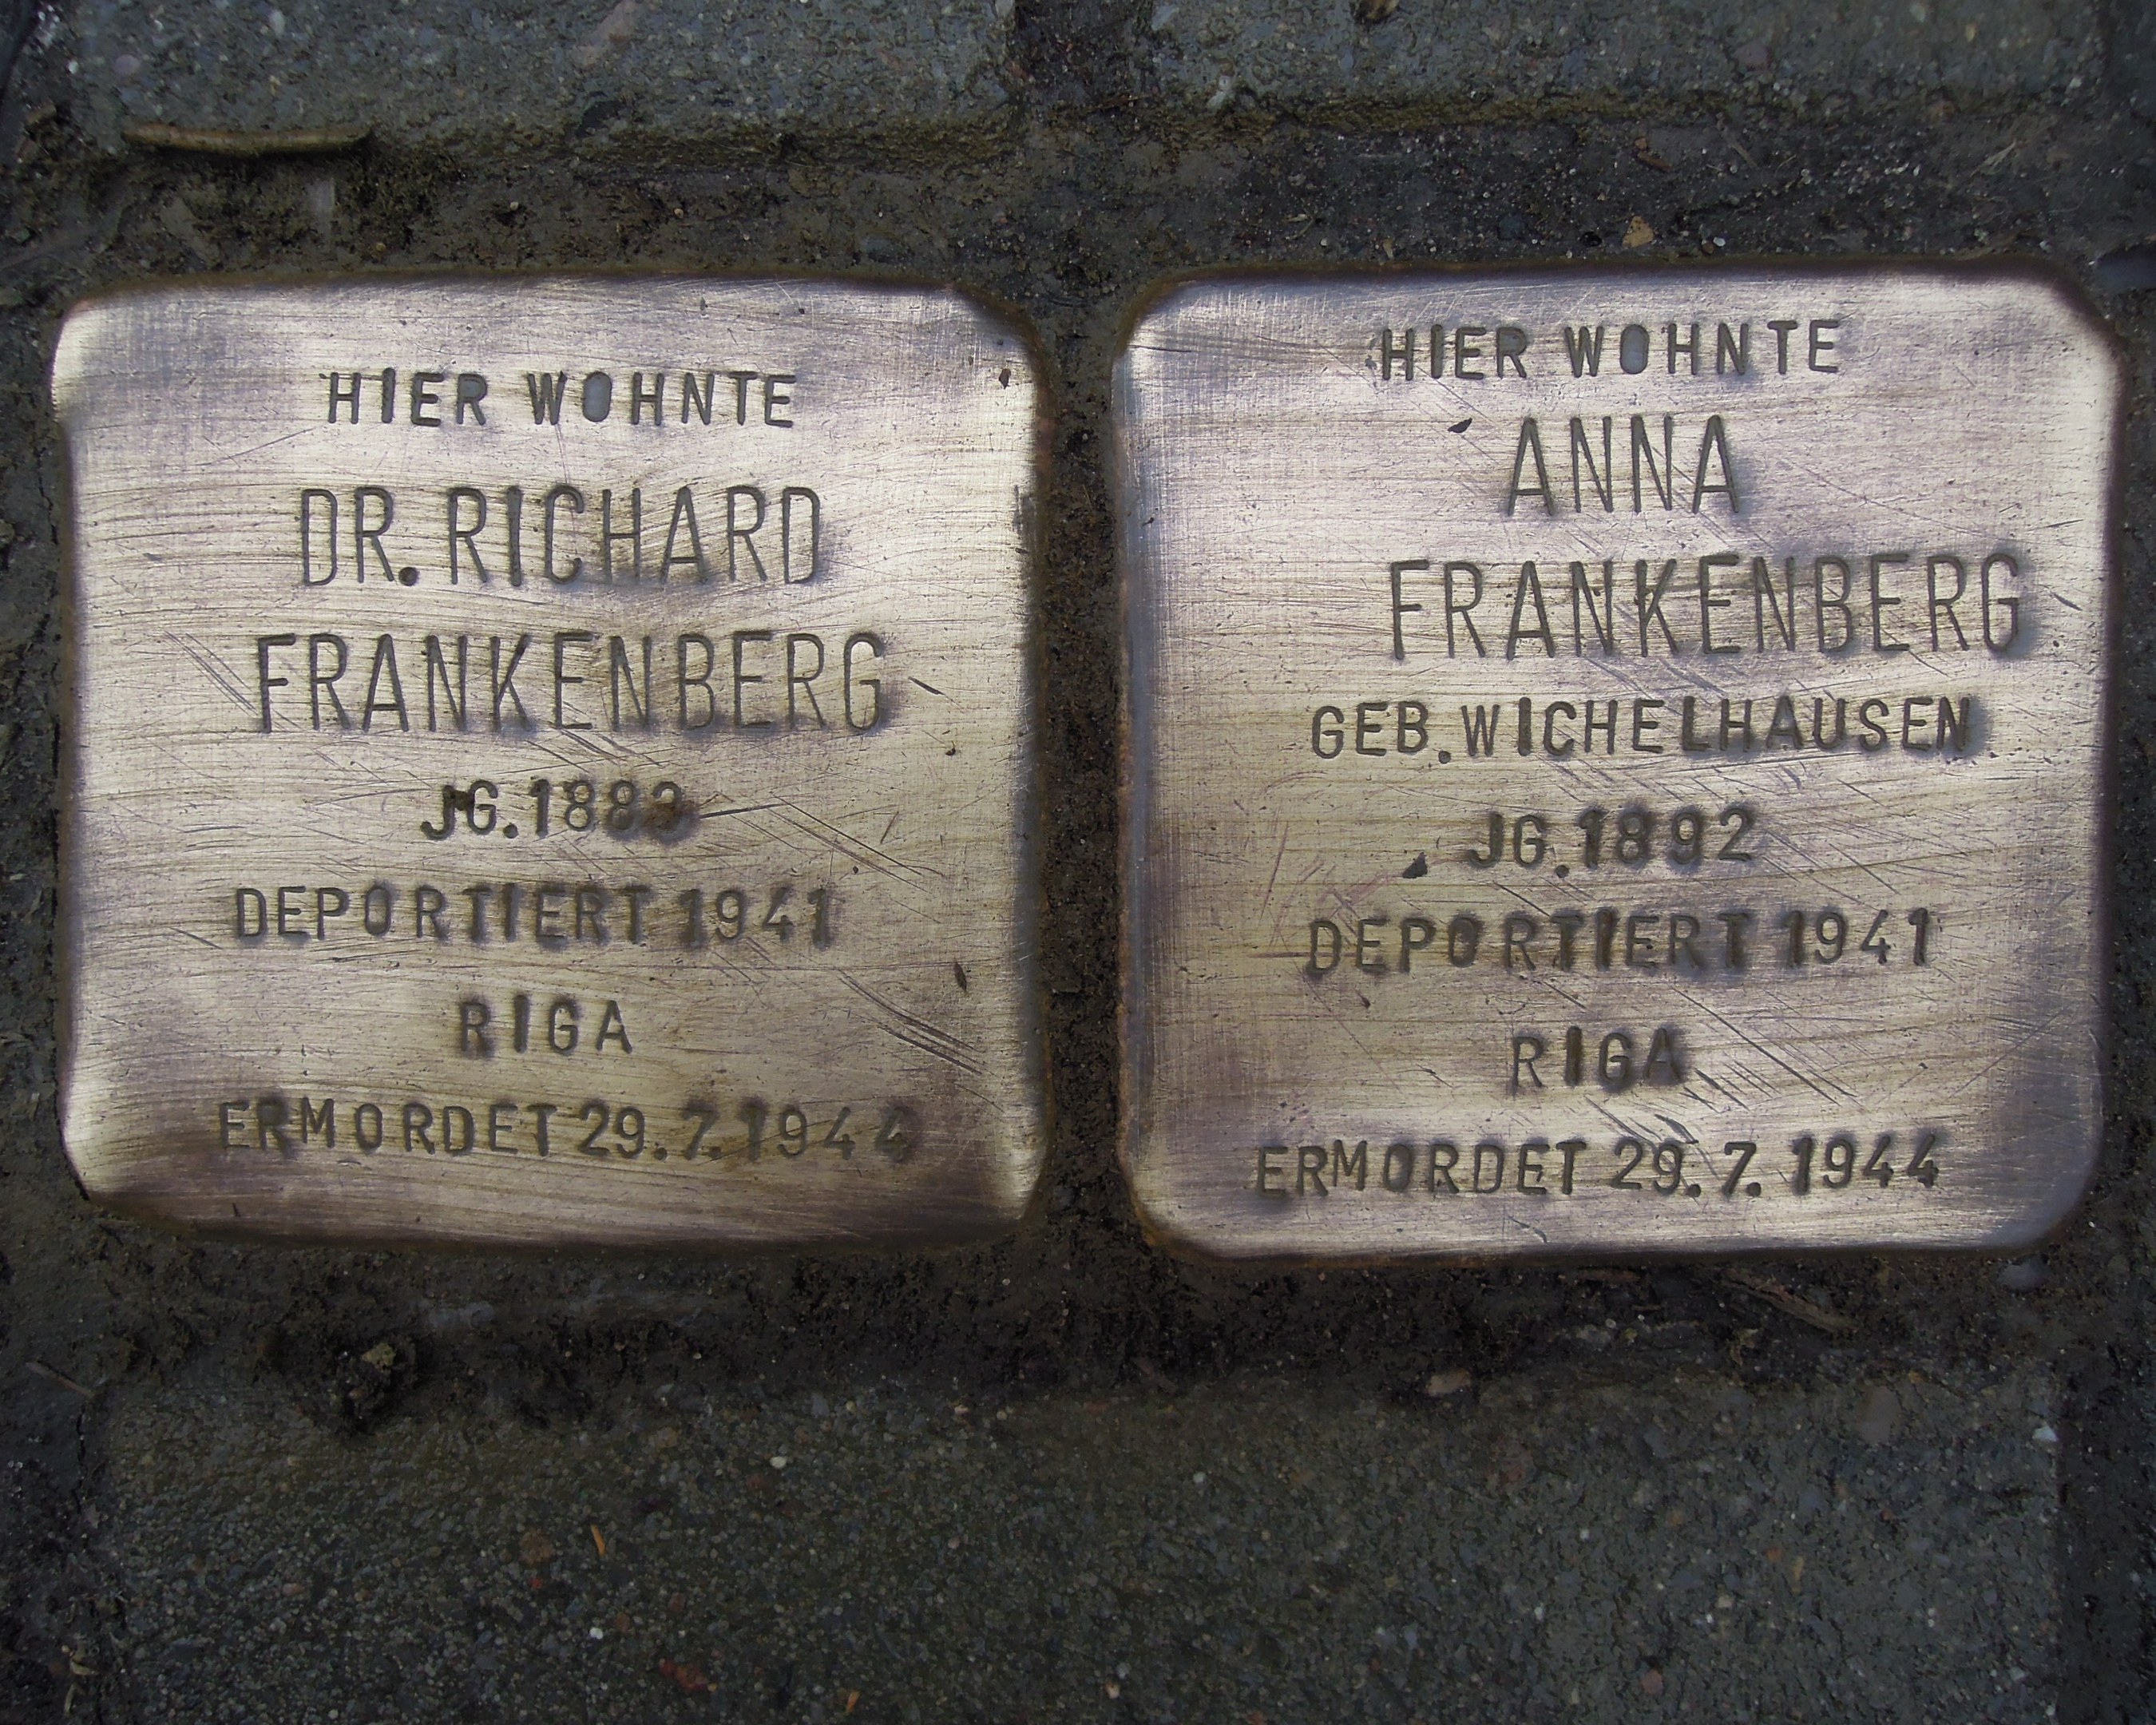 HIER WOHNTE
DR. RICHARD
FRANKENBERG
JG. 1883
DEPORTIERT 1941
RIGA
ERMORDET 29.7.1944
HIER WOHNTE
ANNA
FRANKENBERG
GEB. WICHELHAUSEN
JG. 1892
DEPORTIERT 1941
RIGA
ERMORDET 29.7.1944